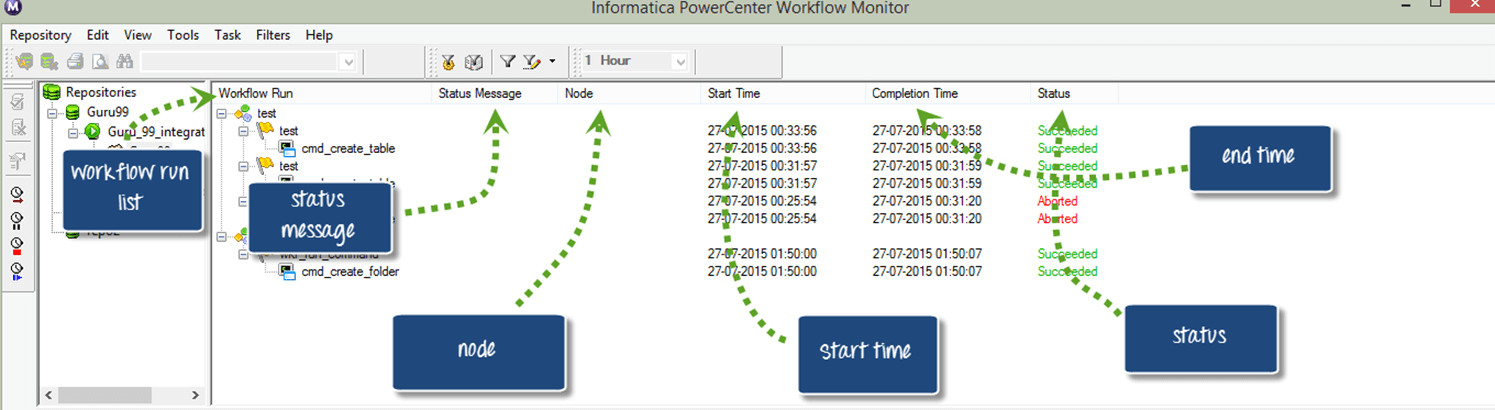 M
Informatica PowerCenter Workflow Monitor
Repository Edit View Tools Task Filters Help
1 Hour
Repositories
Guru99
Guru_99_integrat
Workflow Run Status Message Node Start Time Completion Time Status
test
test 27-07-2015 00:33:56 27-07-2015 00:33:58 Succeeded
cmd_create_table 27-07-2015 00:33:56 27-07-2015 00:33:58 Succeeded
test 27-07-2015 00:31:57 27-07-2015 00:31:59 Succeeded
27-07-2015 00:31:57 27-07-2015 00:31:59 Succeeded
27-07-2015 00:25:54 27-07-2015 00:31:20 Aborted
27-07-2015 00:25:54 27-07-2015 00:31:20 Aborted
wkf_run_command 27-07-2015 01:50:00 27-07-2015 01:50:07 Succeeded
cmd_create_folder 27-07-2015 01:50:00 27-07-2015 01:50:07 Succeeded
workflow run
list
status
message
node
start time
end time
status